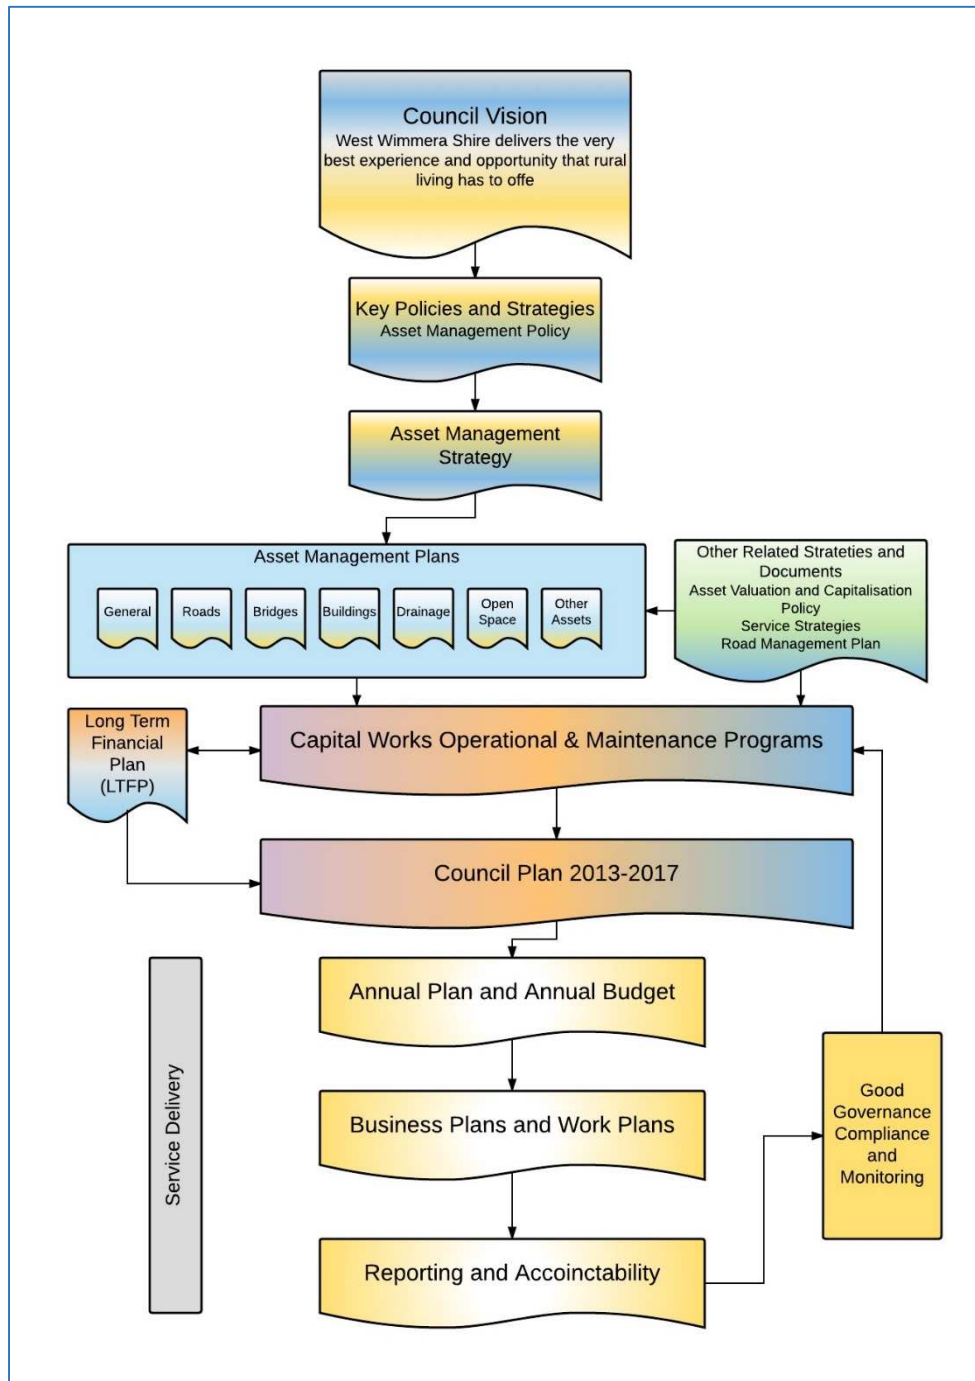 Council Vision
West Wimmera Shire delivers the very
best experience and opportunity that rural
living has to offe
Key Policies and Strategies
Asset Management Policy
Asset Management
Strategy
Asset Management Plans
General
Roads
Bridges
Buildings
Drainage
Open
Space
Other
Assets
Other Related Strateties and
Documents
Asset Valuation and Capitalisation
Policy
Service Strategies
Road Management Plan
Long Term
Financial
Plan
(LTFP)
Capital Works Operational & Maintenance Programs
Council Plan 2013-2017
Service Delivery
Annual Plan and Annual Budget
Business Plans and Work Plans
Reporting and Accoinctability
Good
Governance
Compliance
and
Monitoring